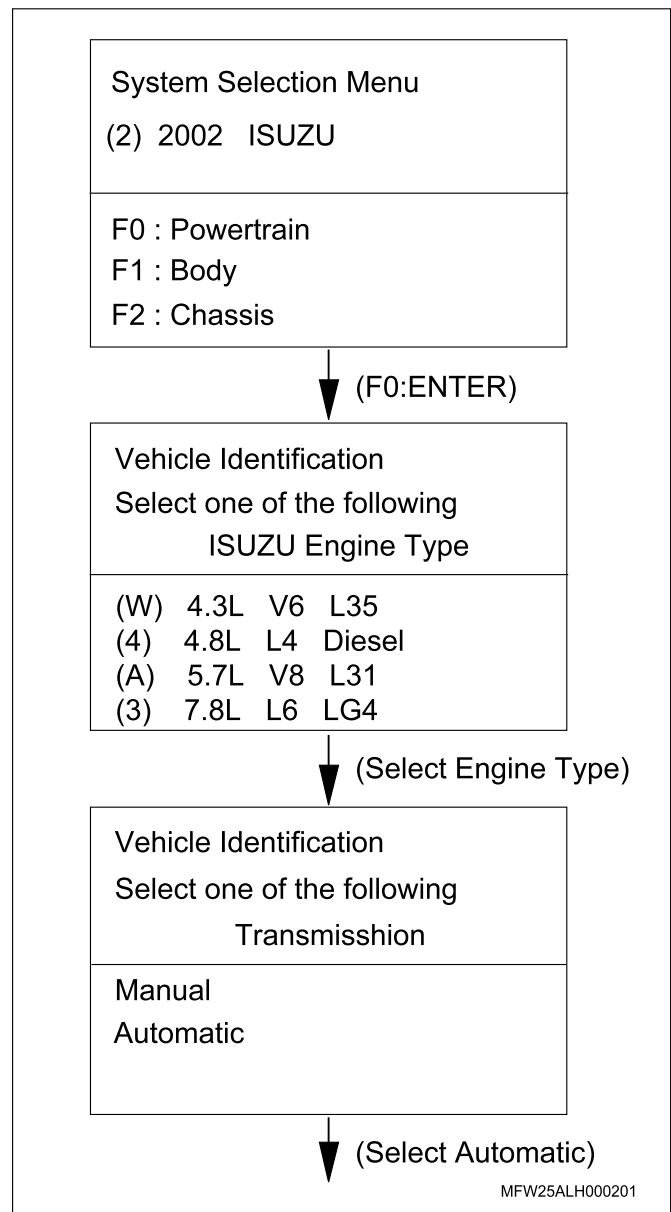 System Selection Menu
(2) 2002 ISUZU
F0 : Powertrain
F1 : Body
F2 : Chassis
(F0:ENTER)
Vehicle Identification
Select one of the following
ISUZU Engine Type
(W) 4.3L V6 L35
(4) 4.8L L4 Diesel
(A) 5.7L V8 L31
(3) 7.8L L6 LG4
(Select Engine Type)
Vehicle Identification
Select one of the following
Transmisshion
Manual
Automatic
(Select Automatic)
MFW25ALH000201